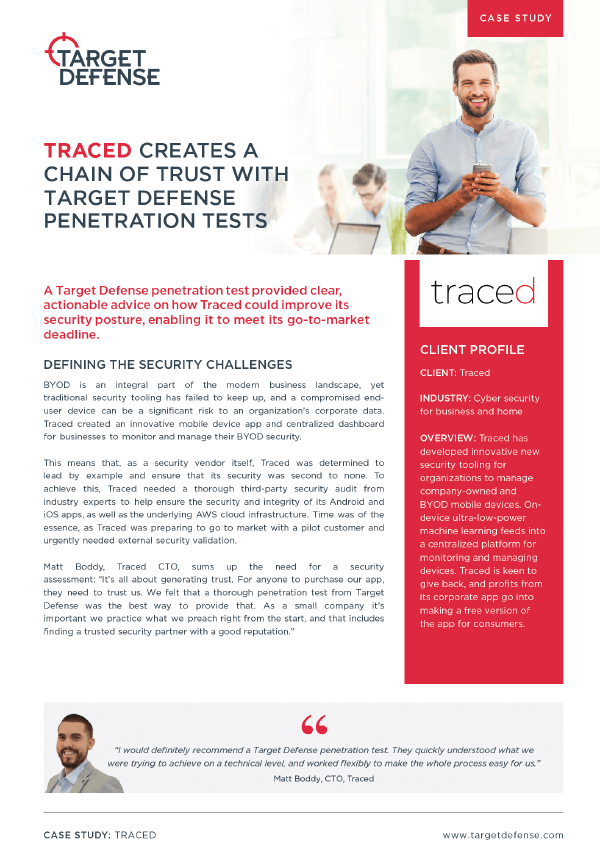 CASE STUDY
TARGET
DEFENSE
TRACED CREATES A
CHAIN OF TRUST WITH
TARGET DEFENSE
PENETRATION TESTS
A Target Defense penetration test provided clear,
actionable advice on how Traced could improve its
security posture, enabling it to meet its go-to-market
deadline.
DEFINING THE SECURITY CHALLENGES
BYOD is an integral part of the modern business landscape, yet
traditional security tooling has failed to keep up, and a compromised end-
user device can be a significant risk to an organization's corporate data.
Traced created an innovative mobile device app and centralized dashboard
for businesses to monitor and manage their BYOD security.
This means that, as a security vendor itself, Traced was determined to
lead by example and ensure that its security was second to none. To
achieve this, Traced needed a thorough third-party security audit from
industry experts to help ensure the security and integrity of its Android and
iOS apps, as well as the underlying AWS cloud infrastructure. Time was of the
essence, as Traced was preparing to go to market with a pilot customer and
urgently needed external security validation.
Matt Boddy, Traced CTO, sums up the need for a security
assessment: “It's all about generating trust. For anyone to purchase our app,
they need to trust us. We felt that a thorough penetration test from Target
Defense was the best way to provide that. As a small company it's
important we practice what we preach right from the start, and that includes
finding a trusted security partner with a good reputation.”
traced
CLIENT PROFILE
CLIENT: Traced
INDUSTRY: Cyber security
for business and home
OVERVIEW: Traced has
developed innovative new
security tooling for
organizations to manage
company-owned and
BYOD mobile devices. On-
device ultra-low-power
machine learning feeds into
a centralized platform for
monitoring and managing
devices. Traced is keen to
give back, and profits from
its corporate app go into
making a free version of
the app for consumers.
“
“I would definitely recommend a Target Defense penetration test. They quickly understood what we
were trying to achieve on a technical level, and worked flexibly to make the whole process easy for us.”
Matt Boddy, CTO, Traced
CASE STUDY: TRACED
www.targetdefense.com